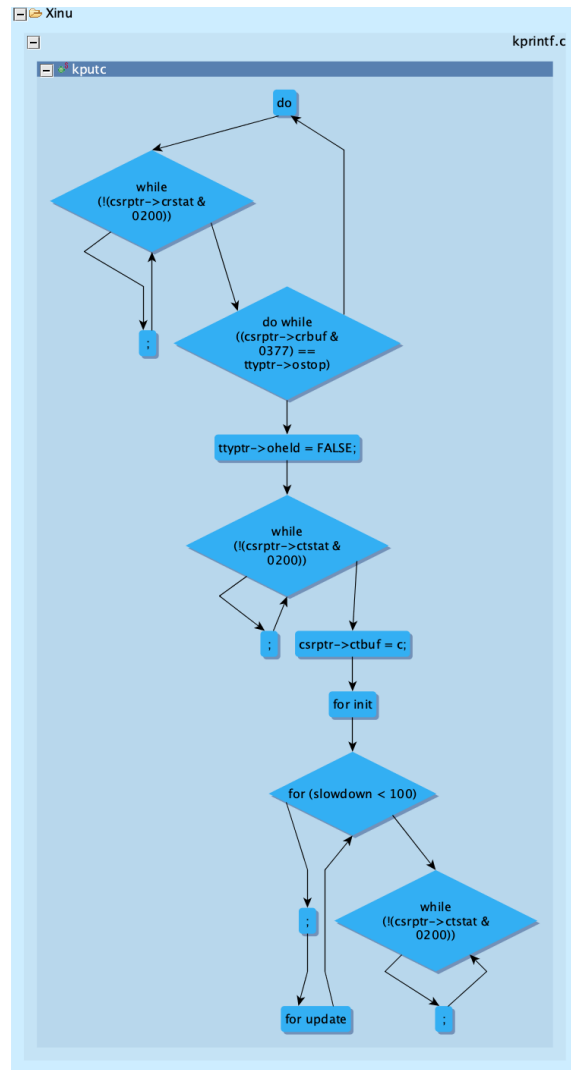 Xinu
kprintf.c
kputc
do
while
(!(csrptr->crstat &
0200))
;
do while
((csrptr->crbuf &
0377) ==
ttyptr->ostop)
ttyptr->oheld = FALSE;
while
(!(csrptr->ctstat &
0200))
;
csrptr->ctbuf = c;
for init
for (slowdown < 100)
;
while
(!(csrptr->ctstat &
0200))
for update
;